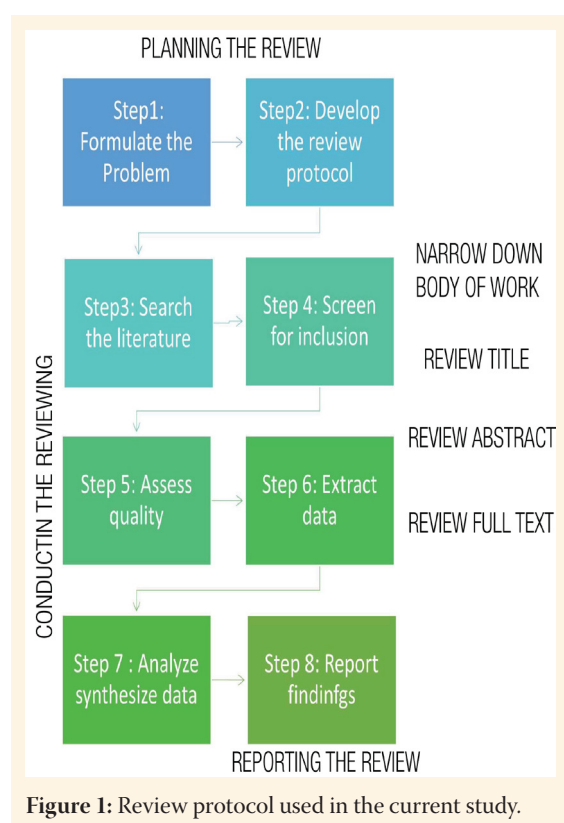 PLANNING THE REVIEW
Step1:
Formulate the
Problem
Step2: Develop
the review
protocol
Step3: Search
the literature
Step 4: Screen
for inclusion
NARROW DOWN
BODY OF WORK
REVIEW TITLE
CONDUCTIN THE REVIEWING
Step 5: Assess
quality
Step 6: Extract
data
REVIEW ABSTRACT
REVIEW FULL TEXT
Step 7 : Analyze
synthesize data
Step 8: Report
findinfgs
REPORTING THE REVIEW
Figure 1: Review protocol used in the current study.